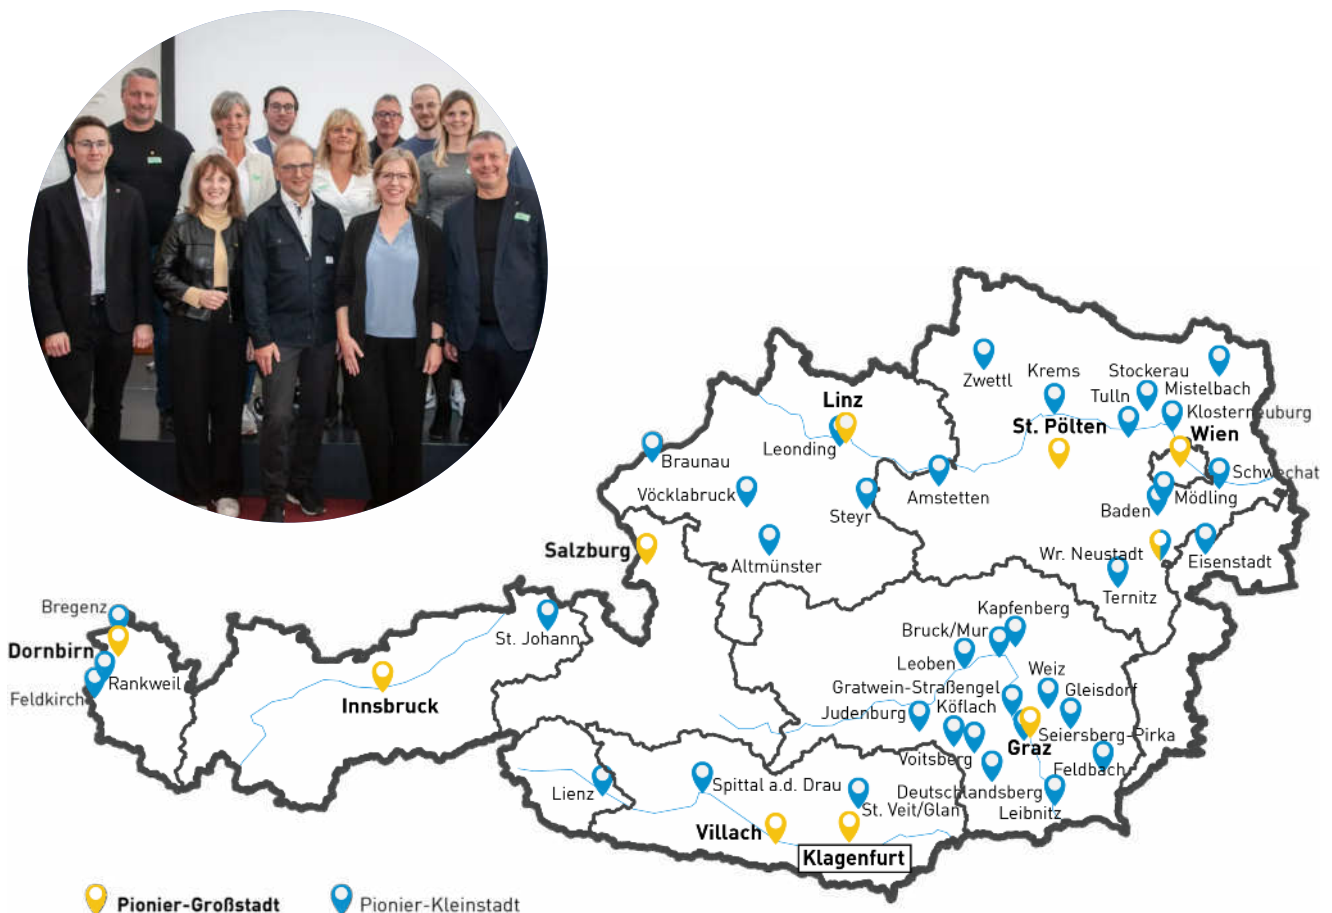 Zwettl
Krems
Stockerau
Mistelbach
Tulln
Klosterneuburg
Linz
St. Pölten
Wien
Leonding
Braunau
Schwechat
Vöcklabruck
Amstetten
Mödling
Steyr
Baden
Salzburg
Wr. Neustadt
Eisenstadt
Altmünster
Ternitz
Bregenz
Kapfenberg
St. Johann
Bruck/Mur
Dornbirn
Leoben
Weiz
Rankweil
Gratwein-Straßengel
Gleisdorf
Feldkirch
Innsbruck
Judenburg
Köflach
Seiersberg-Pirka
Graz
Voitsberg
Feldbach
Lienz
Spittal a.d. Drau
Deutschlandsberg
St. Veit/Glan
Leibnitz
Villach
Klagenfurt
Pionier-Großstadt
Pionier-Kleinstadt